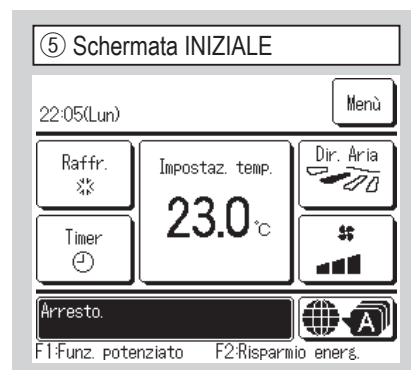 ⑤ Schermata INIZIALE
22:05(Lun)
Menù
Raffr.
Impostaz. temp.
Dir. Aria
23.0°C
Timer
Arresto.
A
F1:Funz. potenziato F2:Risparmio energ.